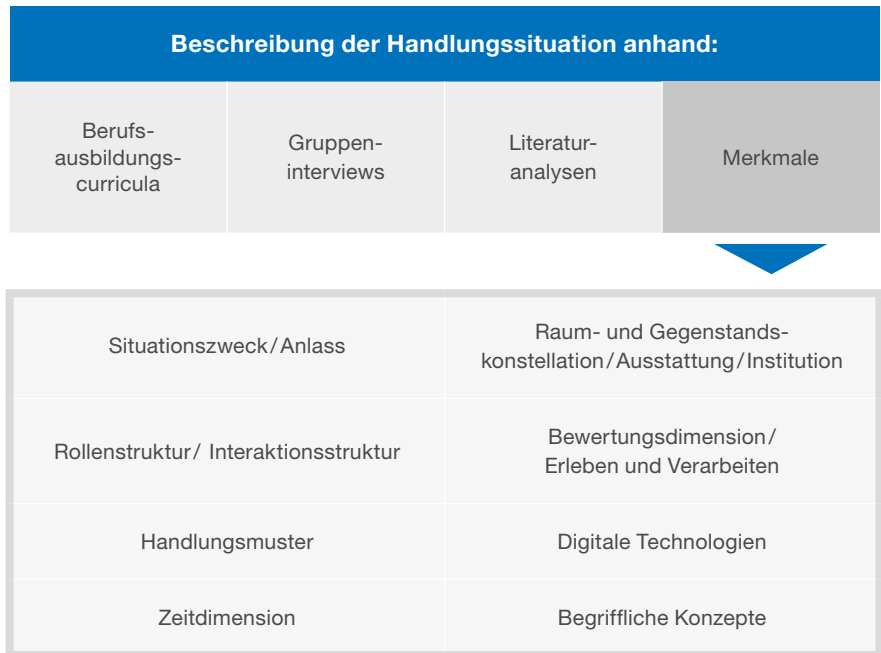 Beschreibung der Handlungssituation anhand:
Berufs-
ausbildungs-
curricula
Gruppen-
interviews
Literatur-
analysen
Merkmale
Situationszweck/Anlass
Raum- und Gegenstands-
konstellation/Ausstattung/Institution
Rollenstruktur/ Interaktionsstruktur
Bewertungsdimension/
Erleben und Verarbeiten
Handlungsmuster
Digitale Technologien
Zeitdimension
Begriffliche Konzepte